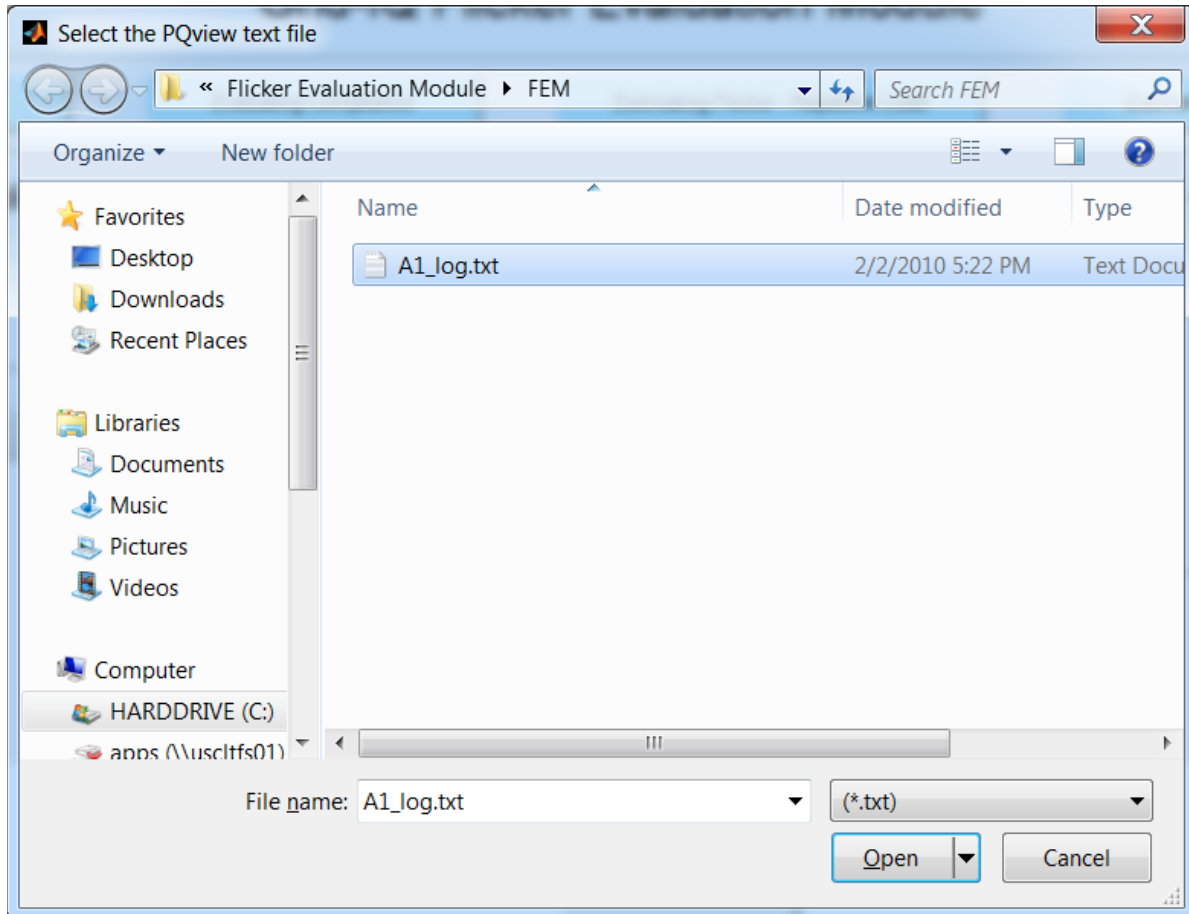 Select the PQview text file
« Flicker Evaluation Module FEM
Search FEM
Organize New folder
Name Date modified Type
Favorites
A1_log.txt 2/2/2010 5:22 PM Text Docu
Desktop
Downloads
Recent Places
Libraries
Documents
Music
Pictures
Videos
Computer
HARDDRIVE (C:)
apps (\\uscltfs01)
File name: A1_log.txt (*.txt)
Open Cancel